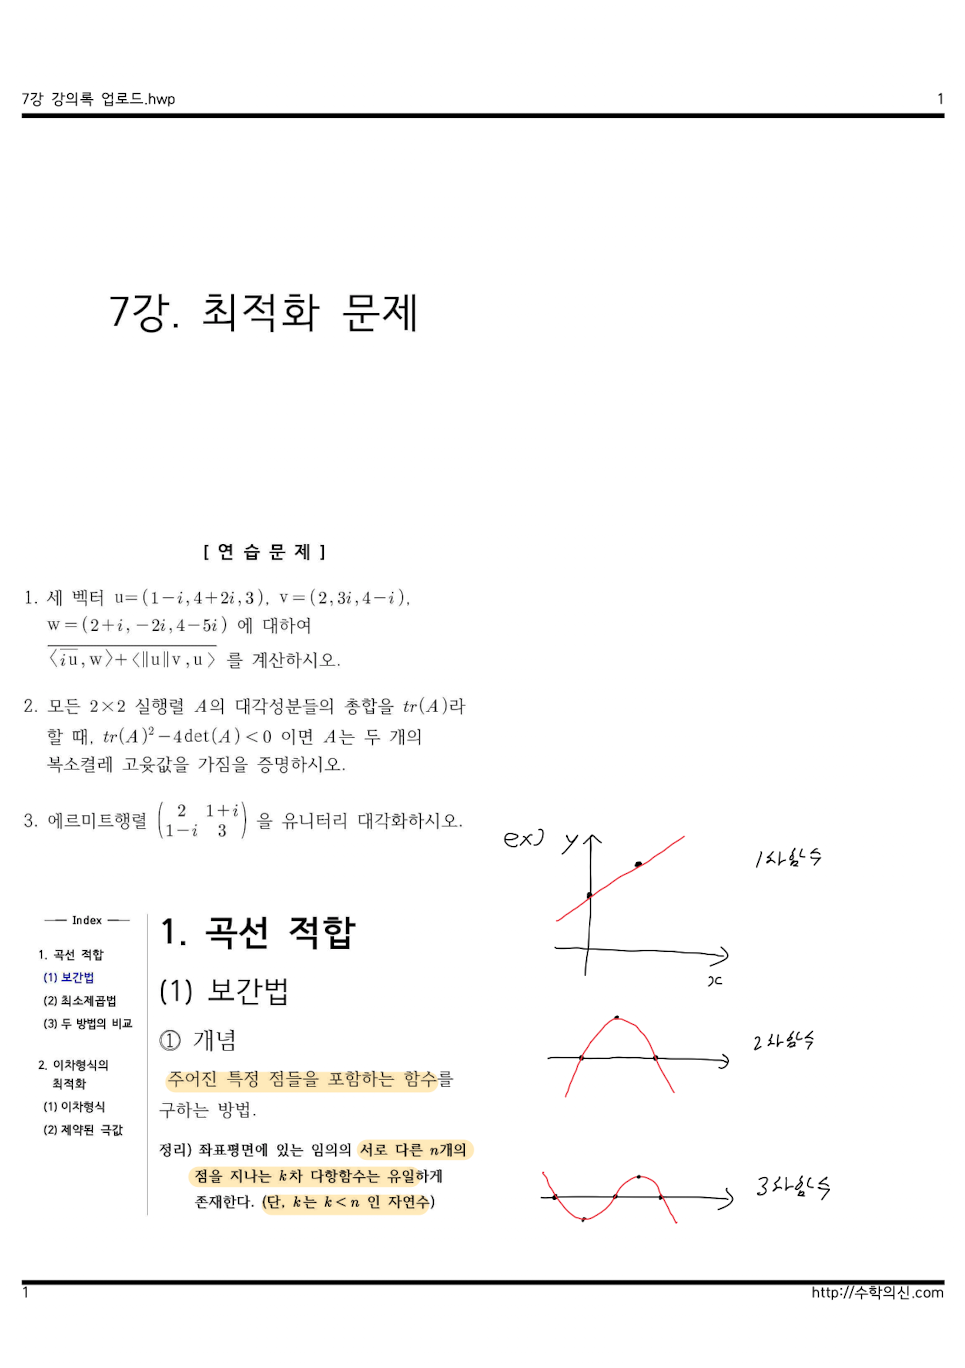 7강 강의록 업로드.hwp 1
7강. 최적화 문제
[ 연 습 문 제 ]
1. 세 벡터 u=(1−i, 4+2i, 3), v=(2, 3i, 4−i),
w=(2+i, −2i, 4−5i) 에 대하여
$\overline{\langle \overline{iu}, w \rangle + \langle \|u\|v, u \rangle}$ 를 계산하시오.
2. 모든 2×2 실행렬 A의 대각성분들의 총합을 tr(A)라
할 때, tr(A)²−4det(A)<0 이면 A는 두 개의
복소켤레 고윳값을 가짐을 증명하시오.
3. 에르미트행렬 $\begin{pmatrix} 2 & 1+i \\ 1-i & 3 \end{pmatrix}$ 을 유니터리 대각화하시오.
ex) y
x
1차함수
2차함수
3차함수
Index
1. 곡선 적합
(1) 보간법
(2) 최소제곱법
(3) 두 방법의 비교
2. 이차형식의
최적화
(1) 이차형식
(2) 제약된 극값
1. 곡선 적합
(1) 보간법
① 개념
주어진 특정 점들을 포함하는 함수를
구하는 방법.
정리) 좌표평면에 있는 임의의 서로 다른 n개의
점을 지나는 k차 다항함수는 유일하게
존재한다. (단, k는 k<n 인 자연수)
1 http://수학의신.com